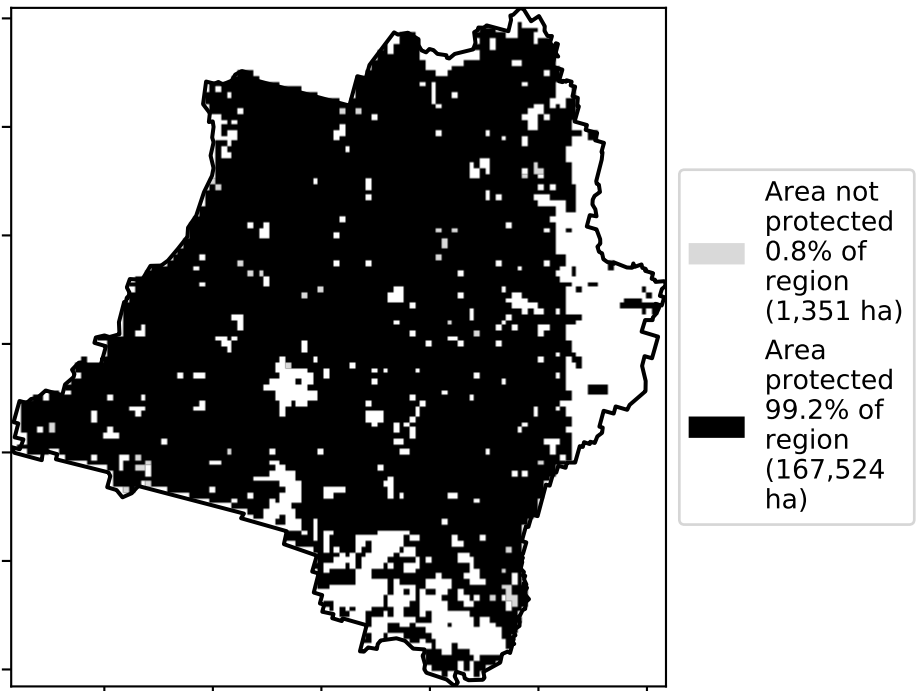 Area not
protected
0.8% of
region
(1,351 ha)
Area
protected
99.2% of
region
(167,524
ha)